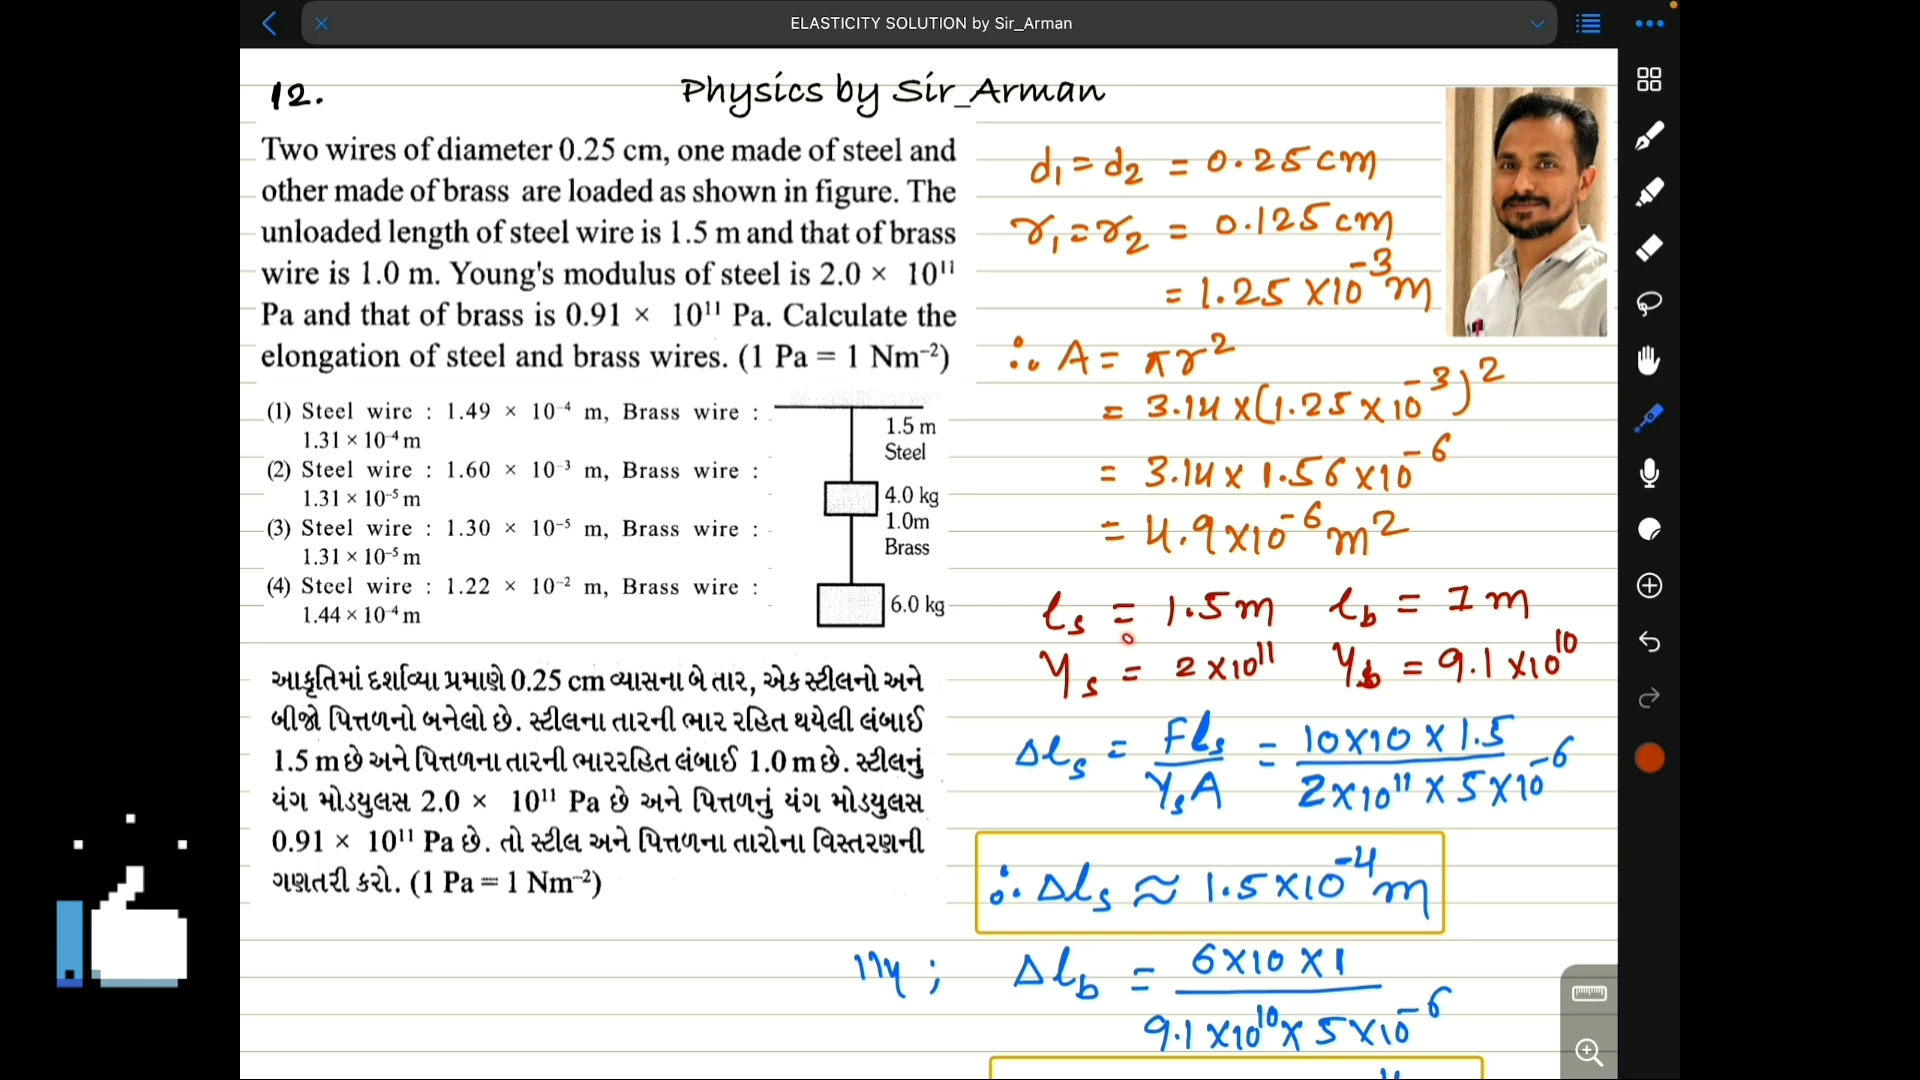 ELASTICITY SOLUTION by Sir_Arman
12.
Physics by Sir_Arman
Two wires of diameter 0.25 cm, one made of steel and
other made of brass are loaded as shown in figure. The
unloaded length of steel wire is 1.5 m and that of brass
wire is 1.0 m. Young's modulus of steel is 2.0 × 10¹¹
Pa and that of brass is 0.91 × 10¹¹ Pa. Calculate the
elongation of steel and brass wires. (1 Pa = 1 Nm⁻²)
(1) Steel wire : 1.49 × 10⁻⁴ m, Brass wire :
1.31 × 10⁻⁴ m
(2) Steel wire : 1.60 × 10⁻³ m, Brass wire :
1.31 × 10⁻⁵ m
(3) Steel wire : 1.30 × 10⁻⁵ m, Brass wire :
1.31 × 10⁻⁵ m
(4) Steel wire : 1.22 × 10⁻² m, Brass wire :
1.44 × 10⁻⁴ m
1.5 m
Steel
4.0 kg
1.0m
Brass
6.0 kg
આકૃતિમાં દર્શાવ્યા પ્રમાણે 0.25 cm વ્યાસના બે તાર, એક સ્ટીલનો અને
બીજો પિત્તળનો બનેલો છે. સ્ટીલના તારની ભાર રહિત થયેલી લંબાઈ
1.5 m છે અને પિત્તળના તારની ભારરહિત લંબાઈ 1.0 m છે. સ્ટીલનું
યંગ મોડ્યુલસ 2.0 × 10¹¹ Pa છે અને પિત્તળનું યંગ મોડ્યુલસ
0.91 × 10¹¹ Pa છે. તો સ્ટીલ અને પિત્તળના તારોના વિસ્તરણની
ગણતરી કરો. (1 Pa = 1 Nm⁻²)
d₁ = d₂ = 0.25 cm
r₁ = r₂ = 0.125 cm
= 1.25 × 10⁻³ m
∴ A = πr²
= 3.14 × (1.25 × 10⁻³)²
= 3.14 × 1.56 × 10⁻⁶
= 4.9 × 10⁻⁶ m²
lₛ = 1.5 m l_b = 1 m
Yₛ = 2 × 10¹¹ Y_b = 9.1 × 10¹⁰
Δlₛ = Flₛ / YₛA = 10 × 10 × 1.5 / 2 × 10¹¹ × 5 × 10⁻⁶
∴ Δlₛ ≈ 1.5 × 10⁻⁴ m
lly ; Δl_b = 6 × 10 × 1 / 9.1 × 10¹⁰ × 5 × 10⁻⁶